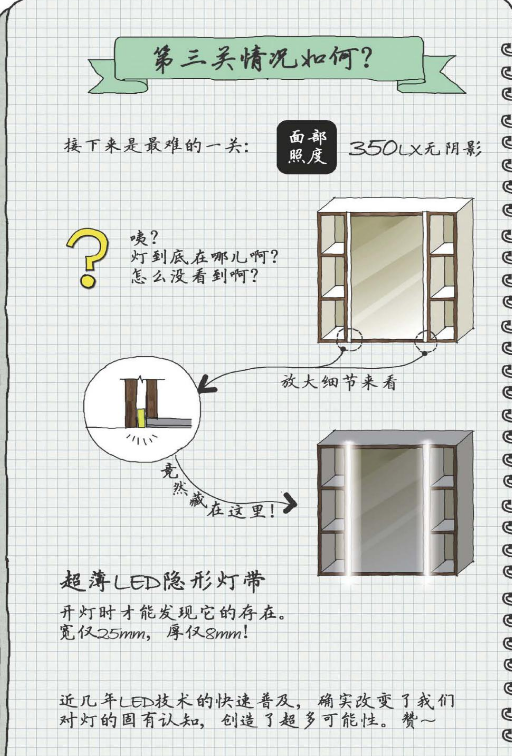 第三关情况如何?
接下来是最难的一关:
面部
照度
350LX无阴影
咦?
灯到底在哪儿啊?
怎么没看到啊?
放大细节来看
竟然藏在这里!
超薄LED隐形灯带
开灯时才能发现它的存在。
宽仅25mm, 厚仅8mm!
近几年LED技术的快速普及, 确实改变了我们
对灯的固有认知, 创造了超多可能性。赞~